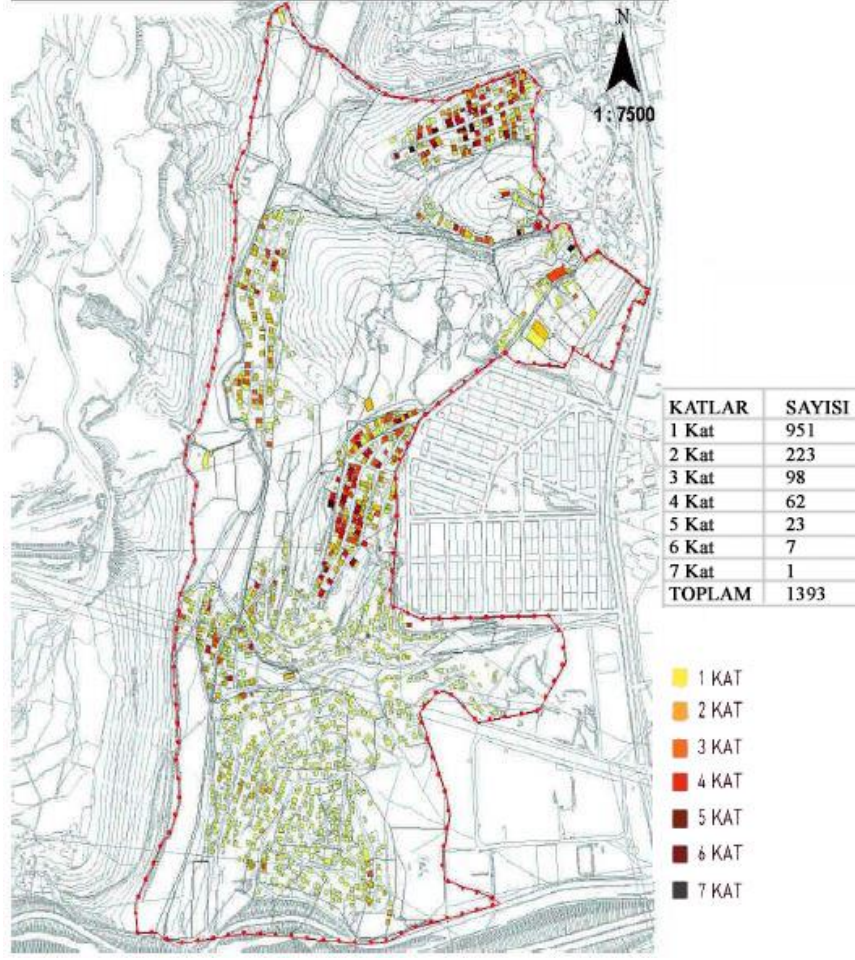 N
1 : 7500
KATLAR SAYISI
1 Kat 951
2 Kat 223
3 Kat 98
4 Kat 62
5 Kat 23
6 Kat 7
7 Kat 1
TOPLAM 1393
1 KAT
2 KAT
3 KAT
4 KAT
5 KAT
6 KAT
7 KAT